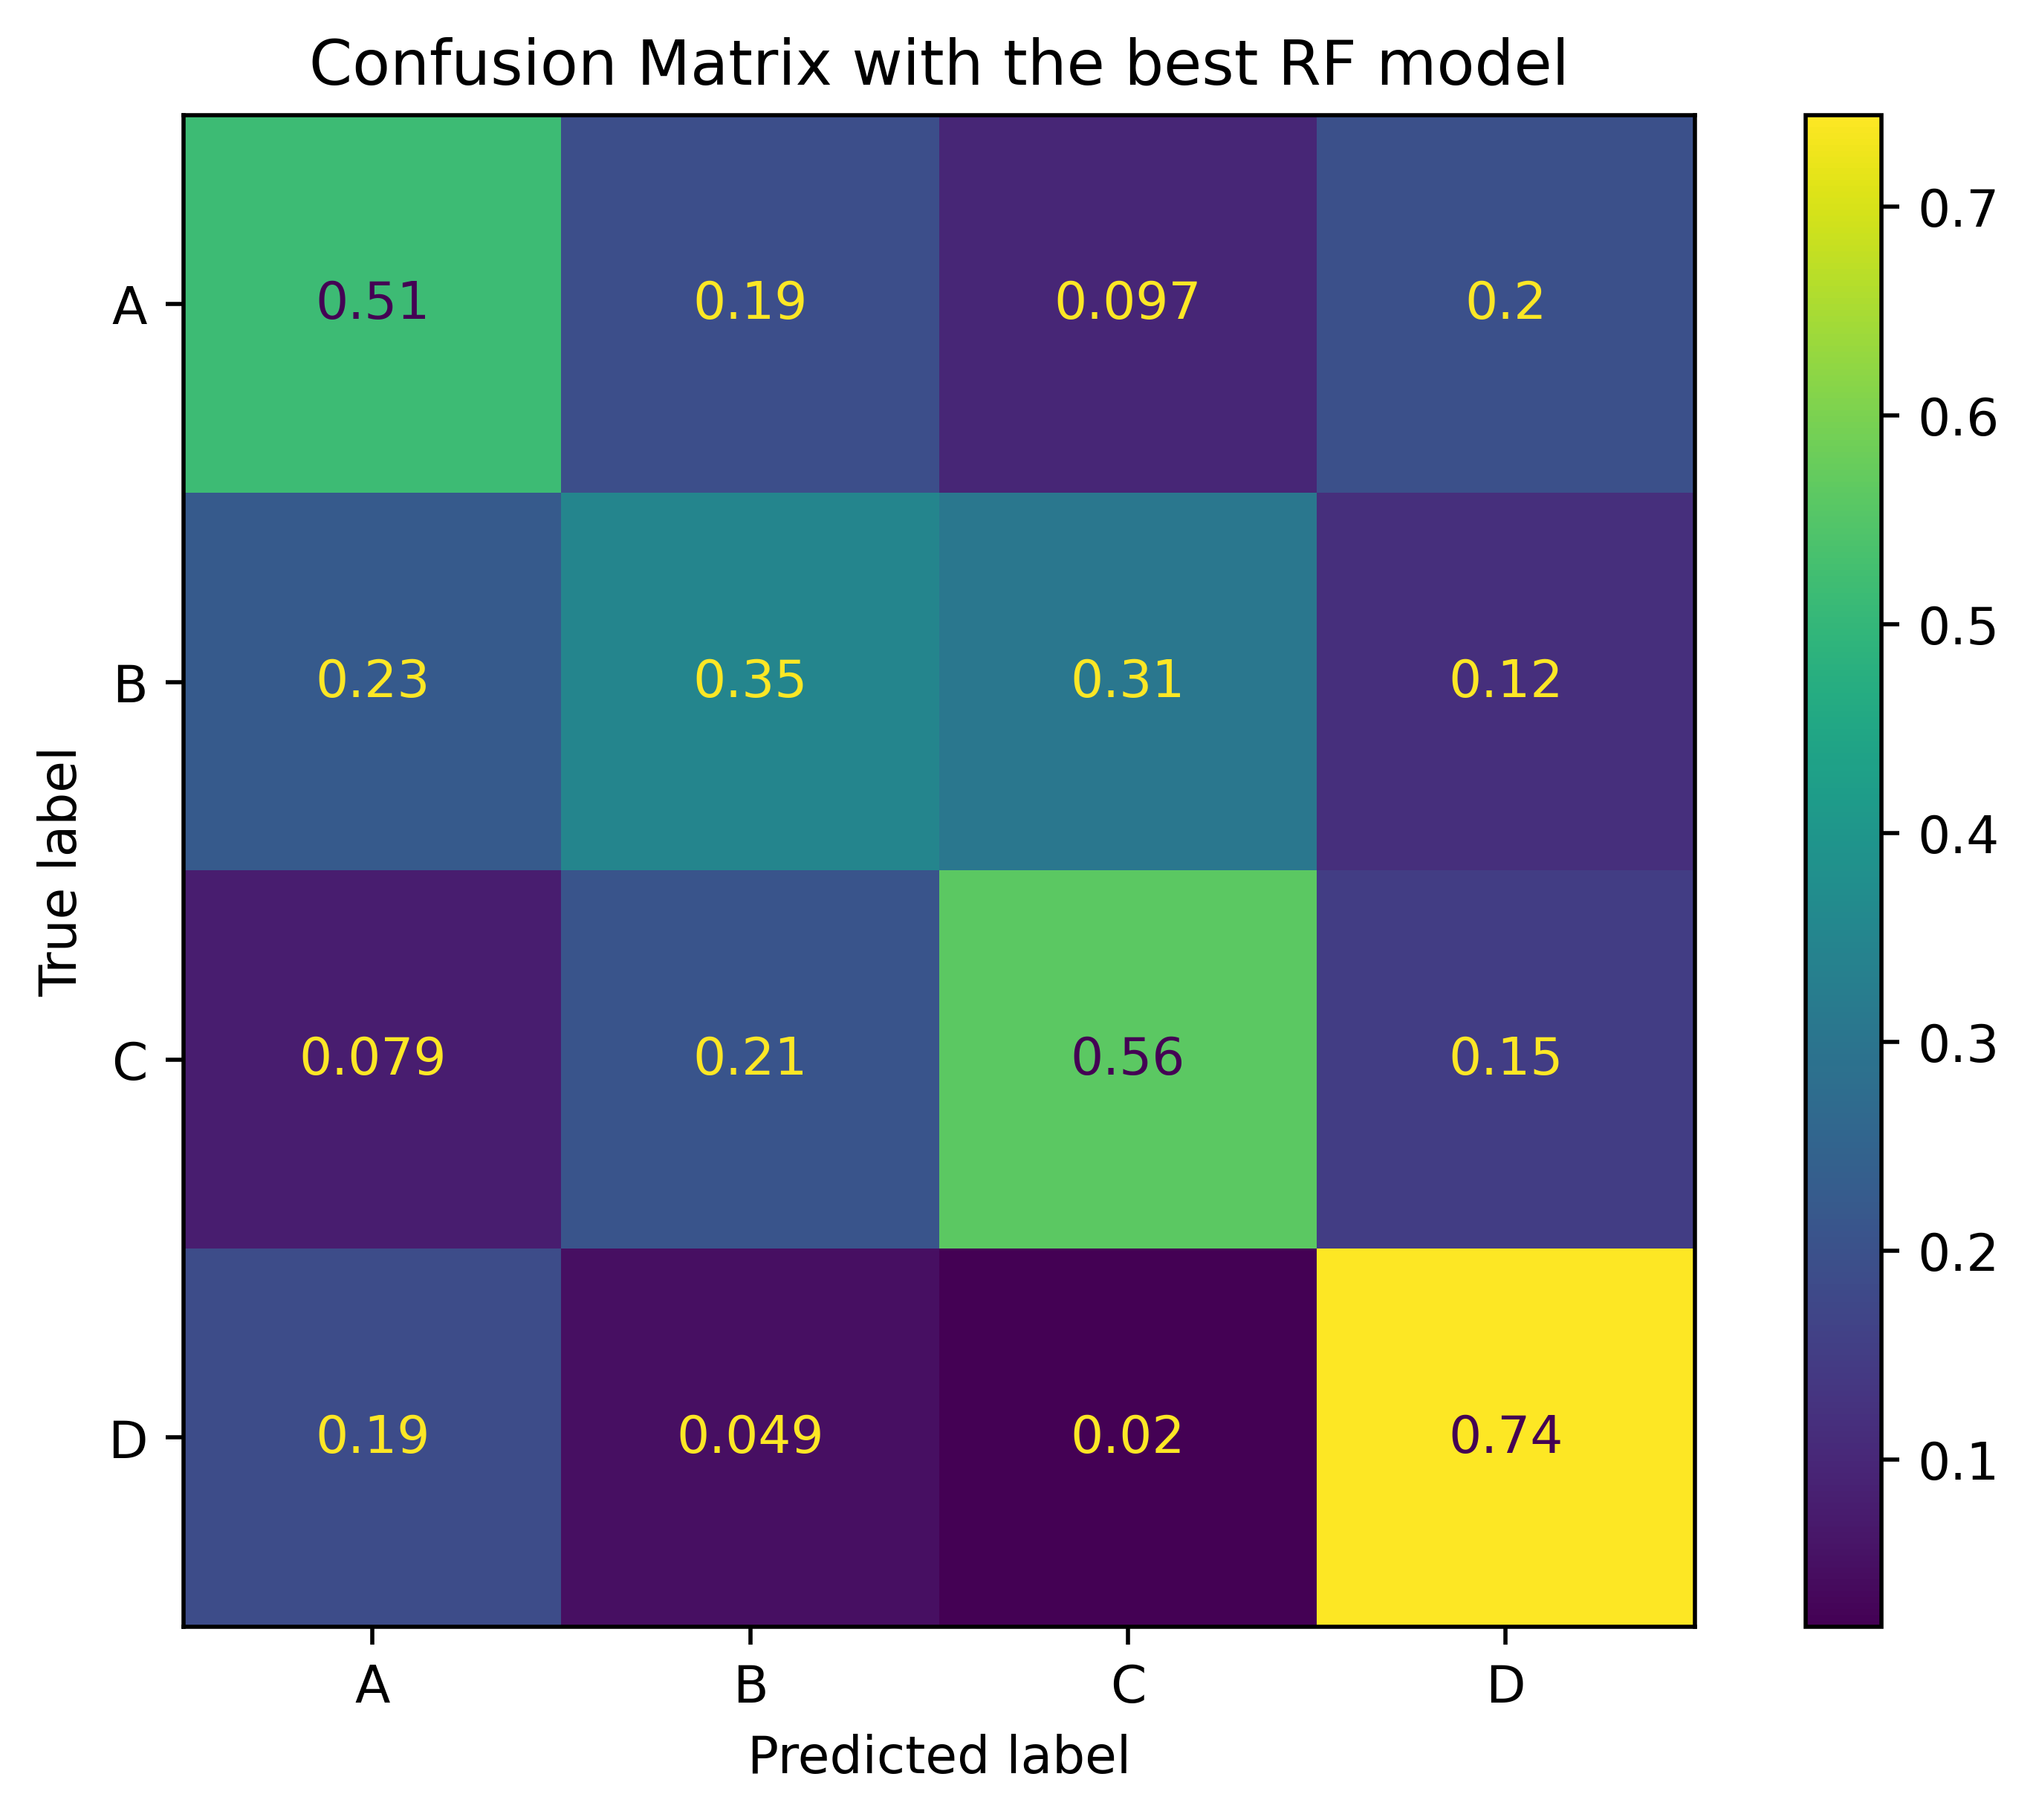 Confusion Matrix with the best RF model
A 0.51 0.19 0.097 0.2
B 0.23 0.35 0.31 0.12
C 0.079 0.21 0.56 0.15
D 0.19 0.049 0.02 0.74
A B C D
Predicted label
True label
0.7
0.6
0.5
0.4
0.3
0.2
0.1